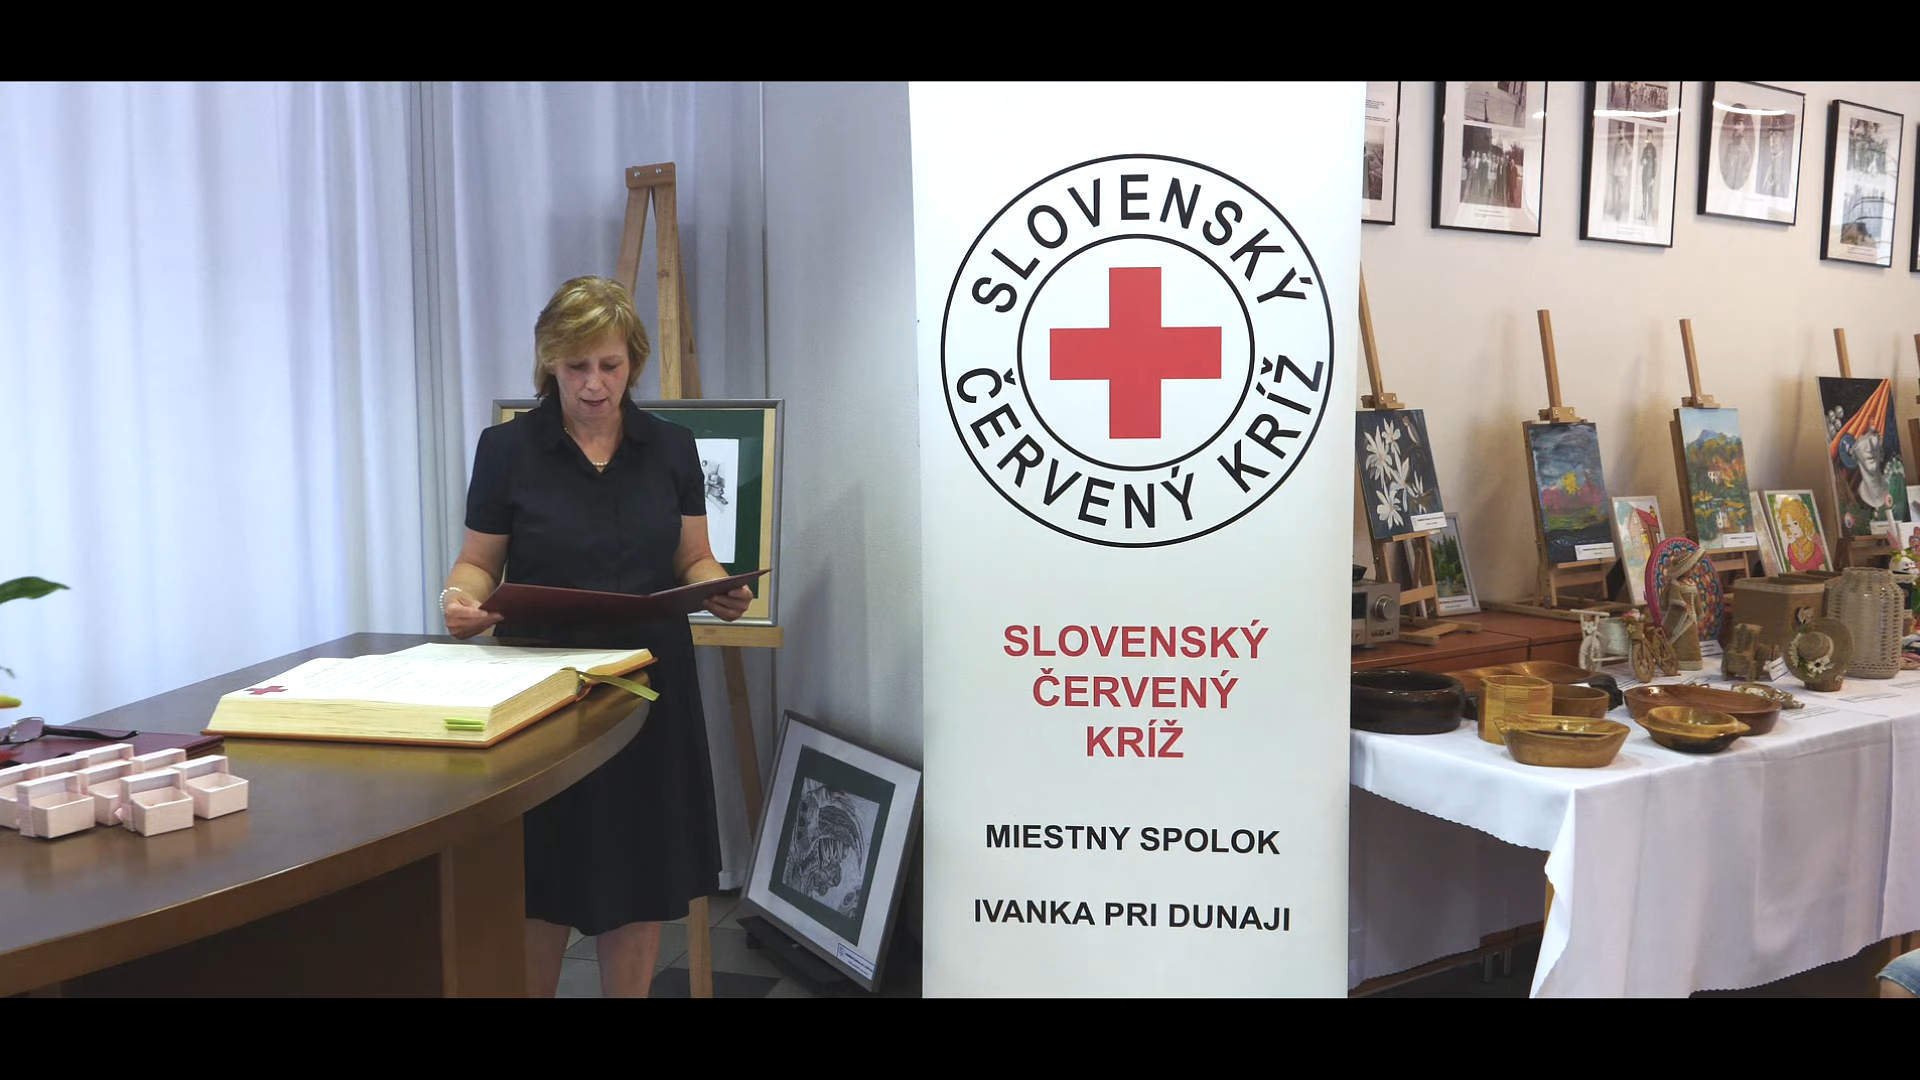 SLOVENSKÝ
ČERVENÝ KRÍŽ
SLOVENSKÝ
ČERVENÝ
KRÍŽ
MIESTNY SPOLOK
IVANKA PRI DUNAJI